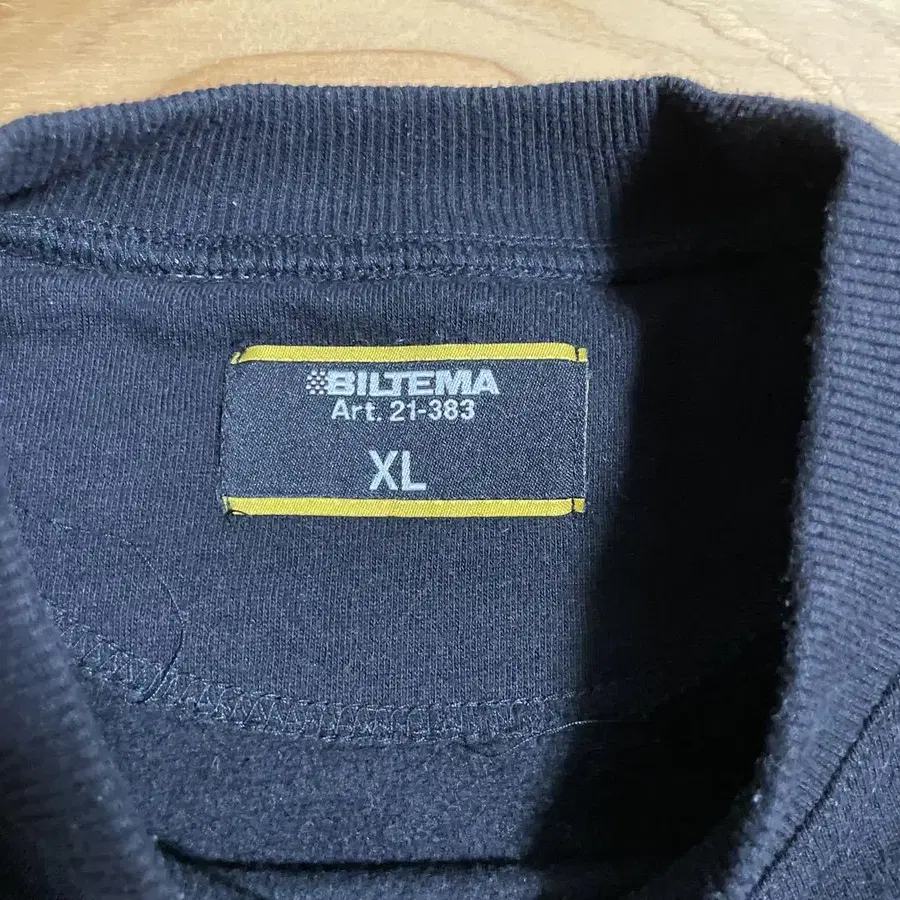 BILTEMA
Art. 21-383
XL